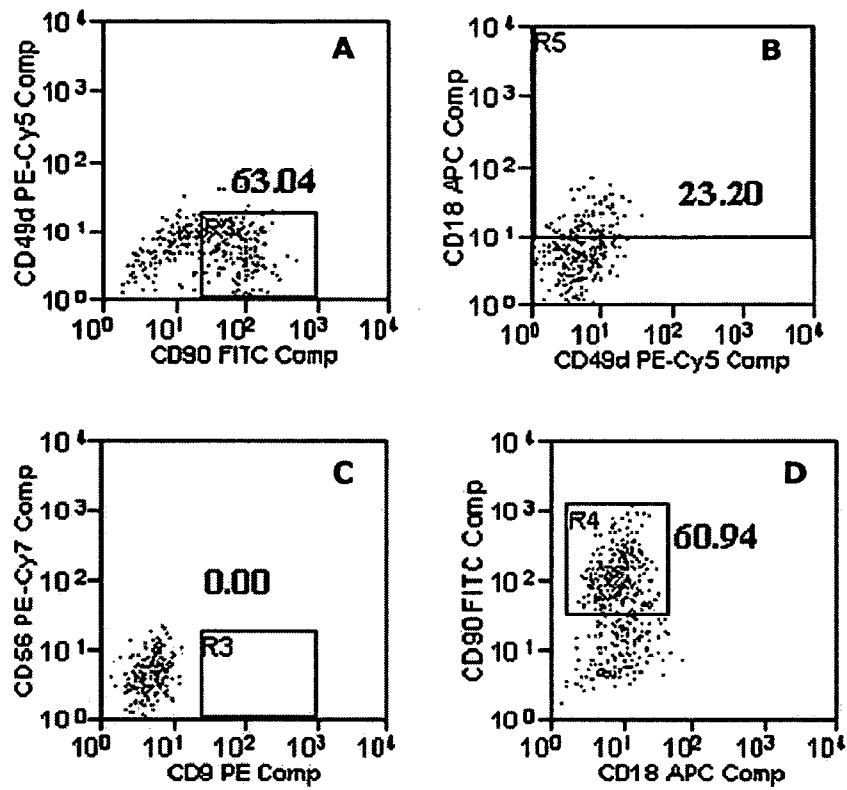 10⁴ A
10³
10²
10¹
10⁰
CD49d PE-Cy5 Comp
63.04
10⁰ 10¹ 10² 10³ 10⁴
CD90 FITC Comp
10⁴ R5 B
10³
10²
10¹
10⁰
CD18 APC Comp
23.20
10⁰ 10¹ 10² 10³ 10⁴
CD49d PE-Cy5 Comp
10⁴ C
10³
10²
10¹
10⁰
CD56 PE-Cy7 Comp
0.00
R3
10⁰ 10¹ 10² 10³ 10⁴
CD9 PE Comp
10⁴ D
10³
10²
10¹
10⁰
CD90 FITC Comp
R4
60.94
10⁰ 10¹ 10² 10³ 10⁴
CD18 APC Comp